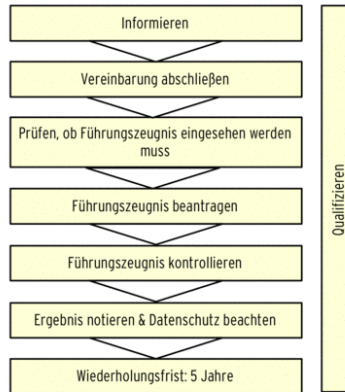 Informieren
Vereinbarung abschließen
Prüfen, ob Führungszeugnis eingesehen werden
muss
Führungszeugnis beantragen
Führungszeugnis kontrollieren
Ergebnis notieren & Datenschutz beachten
Wiederholungsfrist: 5 Jahre
Qualifizieren